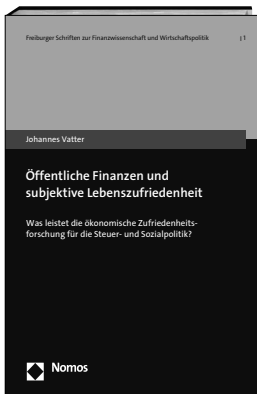 Freiburger Schriften zur Finanzwissenschaft und Wirtschaftspolitik | 1
Johannes Vatter
Öffentliche Finanzen und
subjektive Lebenszufriedenheit
Was leistet die ökonomische Zufriedenheits-
forschung für die Steuer- und Sozialpolitik?
Nomos